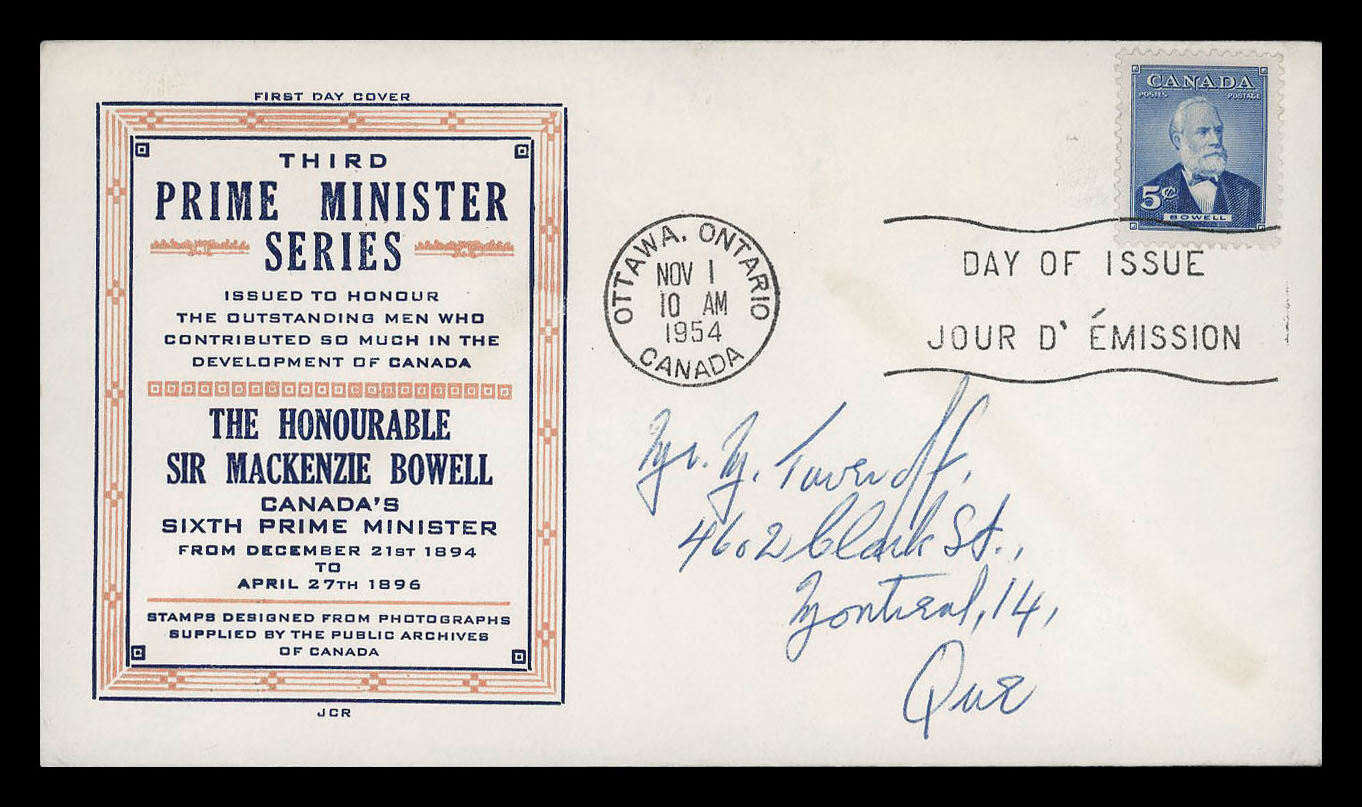 FIRST DAY COVER
THIRD
PRIME MINISTER
SERIES
ISSUED TO HONOUR
THE OUTSTANDING MEN WHO
CONTRIBUTED SO MUCH IN THE
DEVELOPMENT OF CANADA
THE HONOURABLE
SIR MACKENZIE BOWELL
CANADA'S
SIXTH PRIME MINISTER
FROM DECEMBER 21ST 1894
TO
APRIL 27TH 1896
STAMPS DESIGNED FROM PHOTOGRAPHS
SUPPLIED BY THE PUBLIC ARCHIVES
OF CANADA
JCR
OTTAWA, ONTARIO
NOV 1
10 AM
1954
CANADA
CANADA
POSTES POSTAGE
5¢
BOWELL
DAY OF ISSUE
JOUR D' ÉMISSION
Mr. M.
4602 Clark St.,
Montreal, 14,
Que